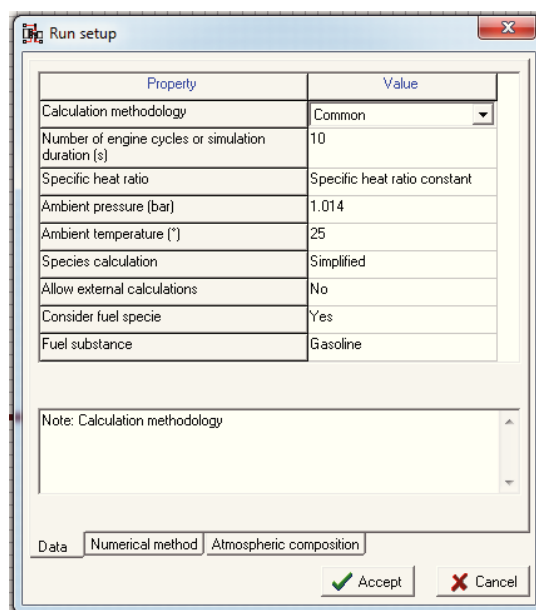 Run setup
Property Value
Calculation methodology Common
Number of engine cycles or simulation
duration (s) 10
Specific heat ratio Specific heat ratio constant
Ambient pressure (bar) 1.014
Ambient temperature (°) 25
Species calculation Simplified
Allow external calculations No
Consider fuel specie Yes
Fuel substance Gasoline
Note: Calculation methodology
Data Numerical method Atmospheric composition
Accept Cancel